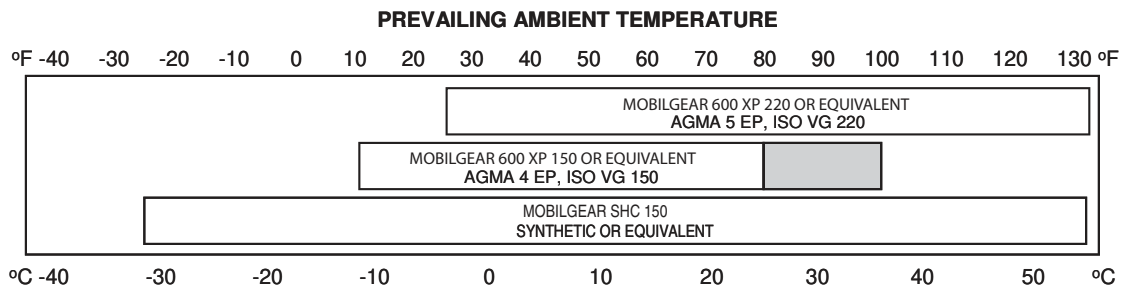 PREVAILING AMBIENT TEMPERATURE
ºF -40 -30 -20 -10 0 10 20 30 40 50 60 70 80 90 100 110 120 130 ºF
MOBILGEAR 600 XP 220 OR EQUIVALENT
AGMA 5 EP, ISO VG 220
MOBILGEAR 600 XP 150 OR EQUIVALENT
AGMA 4 EP, ISO VG 150
MOBILGEAR SHC 150
SYNTHETIC OR EQUIVALENT
ºC -40 -30 -20 -10 0 10 20 30 40 50 ºC